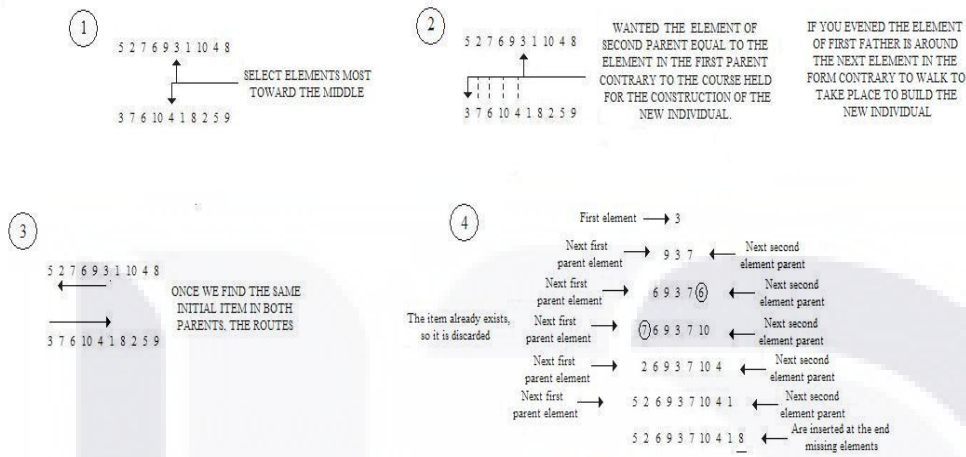 1
5 2 7 6 9 3 1 10 4 8
SELECT ELEMENTS MOST
TOWARD THE MIDDLE
3 7 6 10 4 1 8 2 5 9
2
5 2 7 6 9 3 1 10 4 8
3 7 6 10 4 1 8 2 5 9
WANTED THE ELEMENT OF
SECOND PARENT EQUAL TO THE
ELEMENT IN THE FIRST PARENT
CONTRARY TO THE COURSE HELD
FOR THE CONSTRUCTION OF THE
NEW INDIVIDUAL.
IF YOU EVENED THE ELEMENT
OF FIRST FATHER IS AROUND
THE NEXT ELEMENT IN THE
FORM CONTRARY TO WALK TO
TAKE PLACE TO BUILD THE
NEW INDIVIDUAL
3
5 2 7 6 9 3 1 10 4 8
ONCE WE FIND THE SAME
INITIAL ITEM IN BOTH
PARENTS, THE ROUTES
3 7 6 10 4 1 8 2 5 9
4
First element
3
Next first
parent element
9 3 7
Next second
element parent
Next first
parent element
6 9 3 7 6
Next second
element parent
The item already exists,
so it is discarded
Next first
parent element
7 6 9 3 7 10
Next second
element parent
Next first
parent element
2 6 9 3 7 10 4
Next second
element parent
Next first
parent element
5 2 6 9 3 7 10 4 1
Next second
element parent
5 2 6 9 3 7 10 4 1 8
Are inserted at the end
missing elements